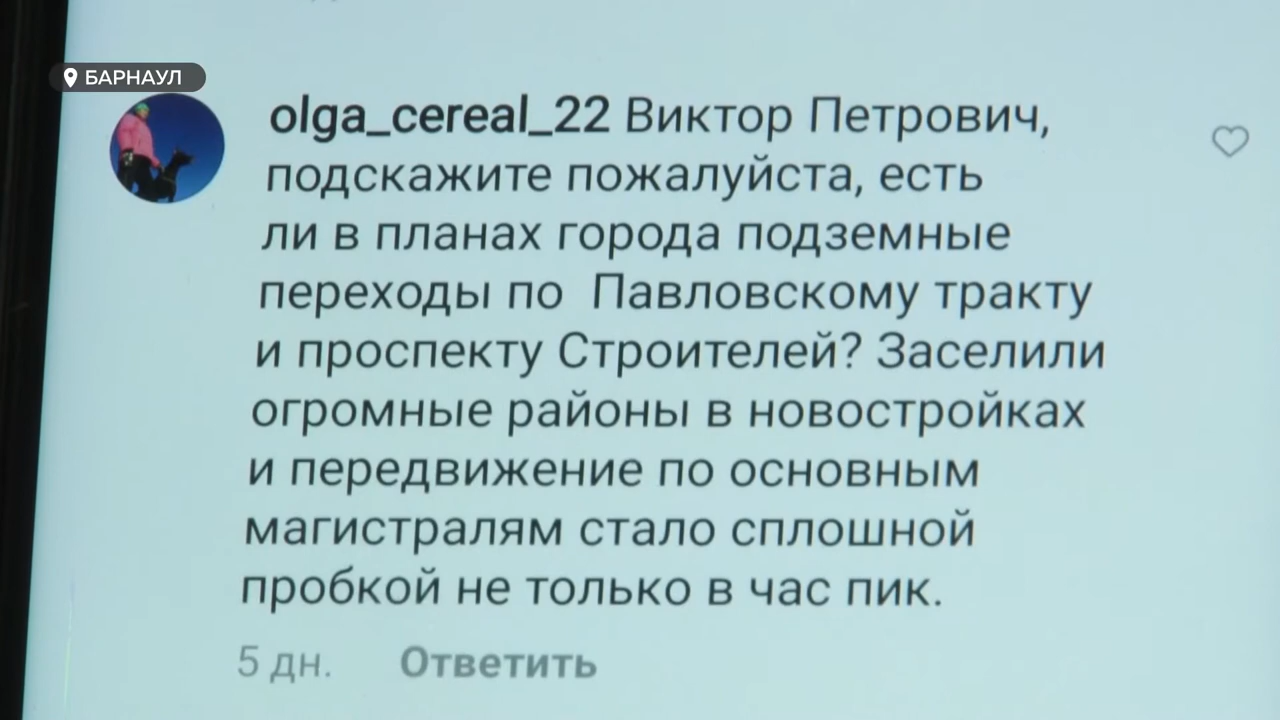 БАРНАУЛ
olga_cereal_22 Виктор Петрович,
подскажите пожалуйста, есть
ли в планах города подземные
переходы по Павловскому тракту
и проспекту Строителей? Заселили
огромные районы в новостройках
и передвижение по основным
магистралям стало сплошной
пробкой не только в час пик.
5 дн. Ответить